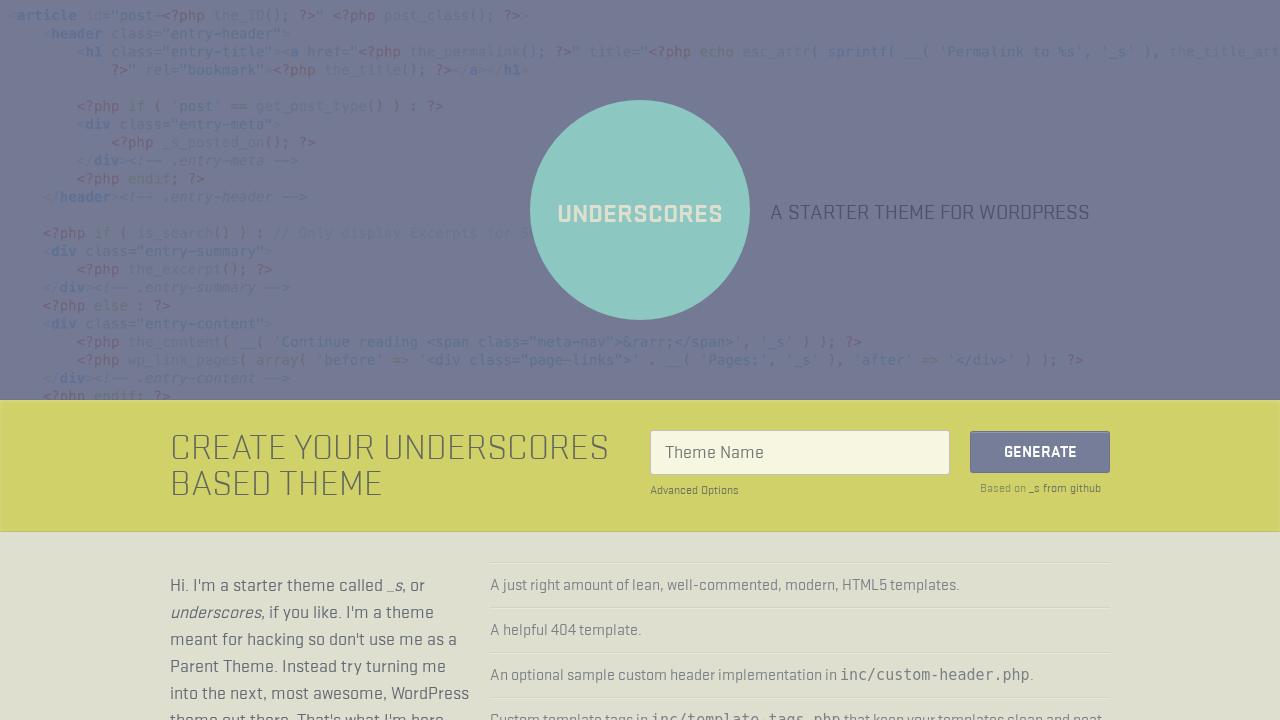 <article id="post-<?php the_ID(); ?>" <?php post_class(); ?>>
<header class="entry-header">
<h1 class="entry-title"><a href="<?php the_permalink(); ?>" title="<?php echo esc_attr( sprintf( __( 'Permalink to %s', '_s' ), the_title_att
?>" rel="bookmark"><?php the_title(); ?></a></h1>
<?php if ( 'post' == get_post_type() ) : ?>
<div class="entry-meta">
<?php _s_posted_on(); ?>
</div><!-- .entry-meta -->
<?php endif; ?>
</header><!-- .entry-header -->
<?php if ( is_search() ) : // Only display Excerpts for S
<div class="entry-summary">
<?php the_excerpt(); ?>
</div><!-- .entry-summary -->
<?php else : ?>
<div class="entry-content">
<?php the_content( __( 'Continue reading <span class="meta-nav">&rarr;</span>', '_s' ) ); ?>
<?php wp_link_pages( array( 'before' => '<div class="page-links">' . __( 'Pages:', '_s' ), 'after' => '</div>' ) ); ?>
</div><!-- .entry-content -->
<?php endif; ?>
UNDERSCORES
A STARTER THEME FOR WORDPRESS
CREATE YOUR UNDERSCORES
BASED THEME
Theme Name
GENERATE
Advanced Options
Based on _s from github
Hi. I'm a starter theme called _s, or
underscores, if you like. I'm a theme
meant for hacking so don't use me as a
Parent Theme. Instead try turning me
into the next, most awesome, WordPress
theme out there. That's what I'm here
A just right amount of lean, well-commented, modern, HTML5 templates.
A helpful 404 template.
An optional sample custom header implementation in inc/custom-header.php.
Custom template tags in inc/template-tags.php that keep your templates clean and neat